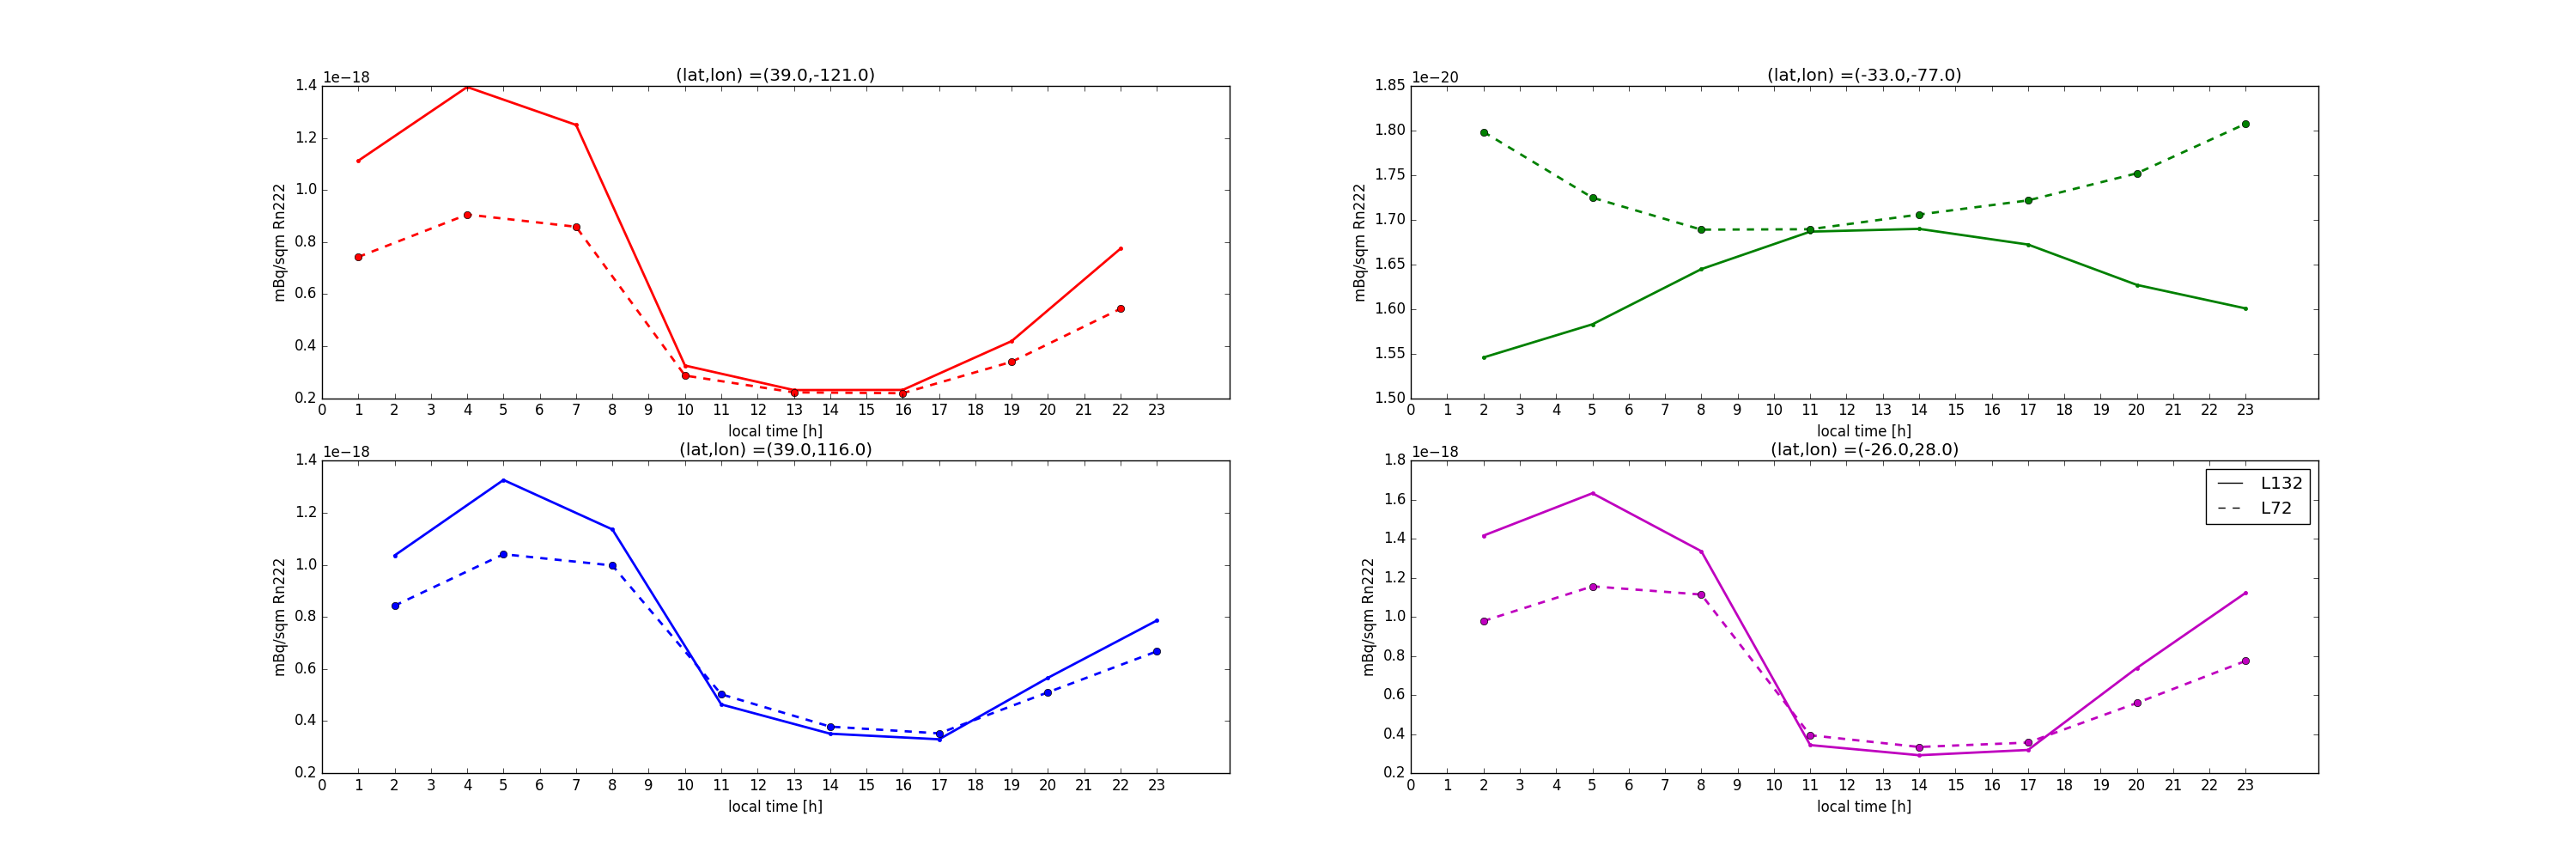 1e−18
(lat,lon) =(39.0,-121.0)
1.4
1.2
1.0
0.8
0.6
0.4
0.2
mBq/sqm Rn222
0 1 2 3 4 5 6 7 8 9 10 11 12 13 14 15 16 17 18 19 20 21 22 23
local time [h]
1e−20
(lat,lon) =(-33.0,-77.0)
1.85
1.80
1.75
1.70
1.65
1.60
1.55
1.50
mBq/sqm Rn222
0 1 2 3 4 5 6 7 8 9 10 11 12 13 14 15 16 17 18 19 20 21 22 23
local time [h]
1e−18
(lat,lon) =(39.0,116.0)
1.4
1.2
1.0
0.8
0.6
0.4
0.2
mBq/sqm Rn222
0 1 2 3 4 5 6 7 8 9 10 11 12 13 14 15 16 17 18 19 20 21 22 23
local time [h]
1e−18
(lat,lon) =(-26.0,28.0)
1.8
1.6
1.4
1.2
1.0
0.8
0.6
0.4
0.2
mBq/sqm Rn222
L132
L72
0 1 2 3 4 5 6 7 8 9 10 11 12 13 14 15 16 17 18 19 20 21 22 23
local time [h]